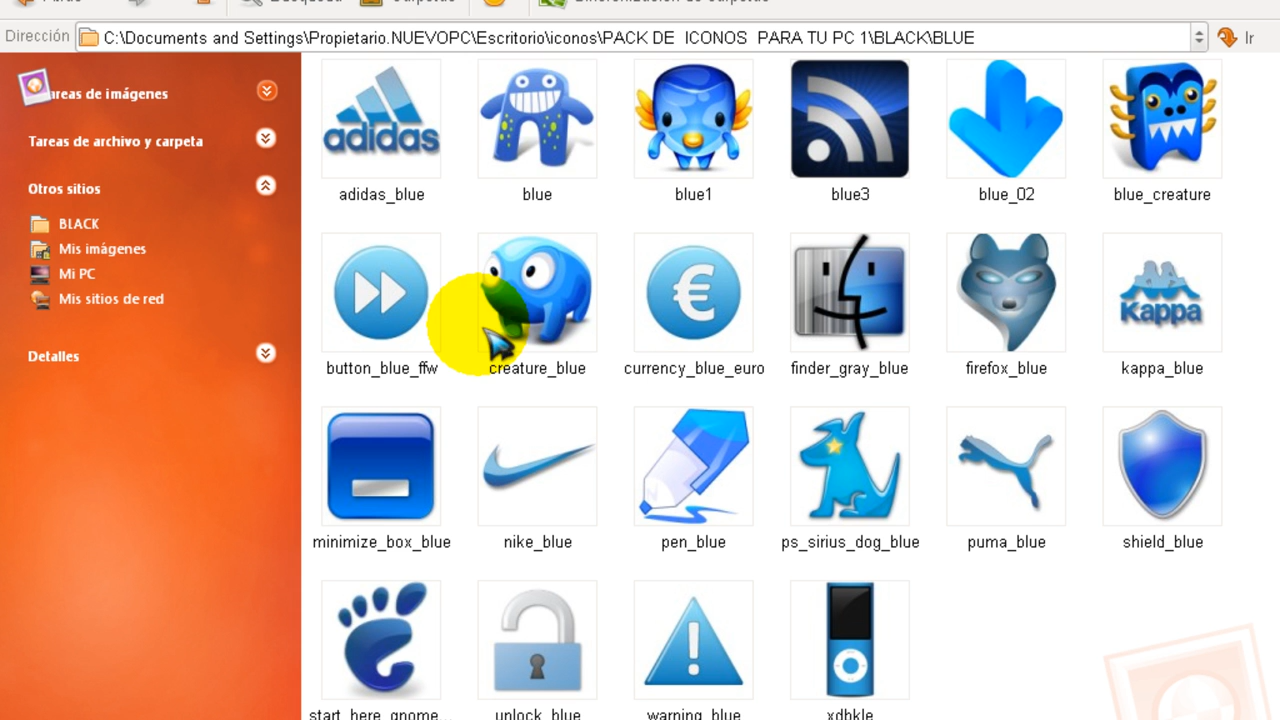 Dirección C:\Documents and Settings\Propietario.NUEVOPC\Escritorio\iconos\PACK DE  ICONOS  PARA TU PC 1\BLACK\BLUE Ir
areas de imágenes
Tareas de archivo y carpeta
Otros sitios
BLACK
Mis imágenes
Mi PC
Mis sitios de red
Detalles
adidas
adidas_blue blue blue1 blue3 blue_02 blue_creature
€
Kappa
button_blue_ffw creature_blue currency_blue_euro finder_gray_blue firefox_blue kappa_blue
minimize_box_blue nike_blue pen_blue ps_sirius_dog_blue puma_blue shield_blue
!
start_here_gnome... unlock_blue warning_blue xdbkle